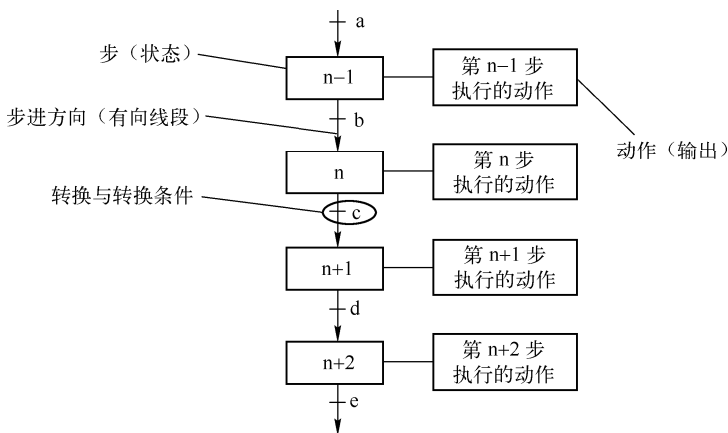 a
步（状态）
n−1
第 n−1 步
执行的动作
步进方向（有向线段）
b
动作（输出）
n
第 n 步
执行的动作
转换与转换条件
c
n+1
第 n+1 步
执行的动作
d
n+2
第 n+2 步
执行的动作
e